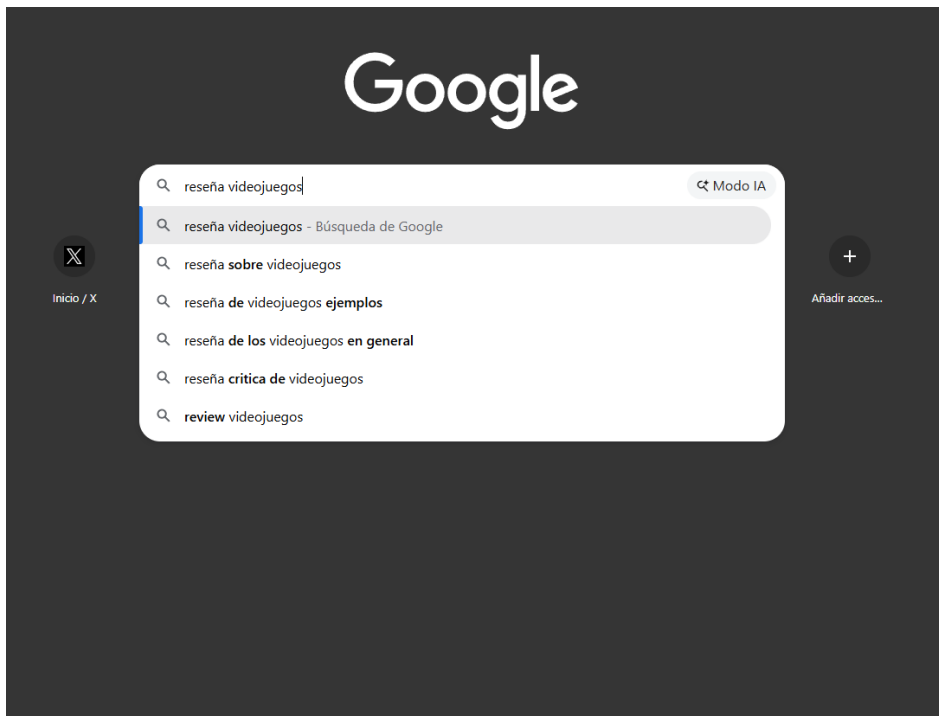 Google
reseña videojuegos
Modo IA
reseña videojuegos - Búsqueda de Google
reseña sobre videojuegos
reseña de videojuegos ejemplos
reseña de los videojuegos en general
reseña critica de videojuegos
review videojuegos
Inicio / X
Añadir acces...